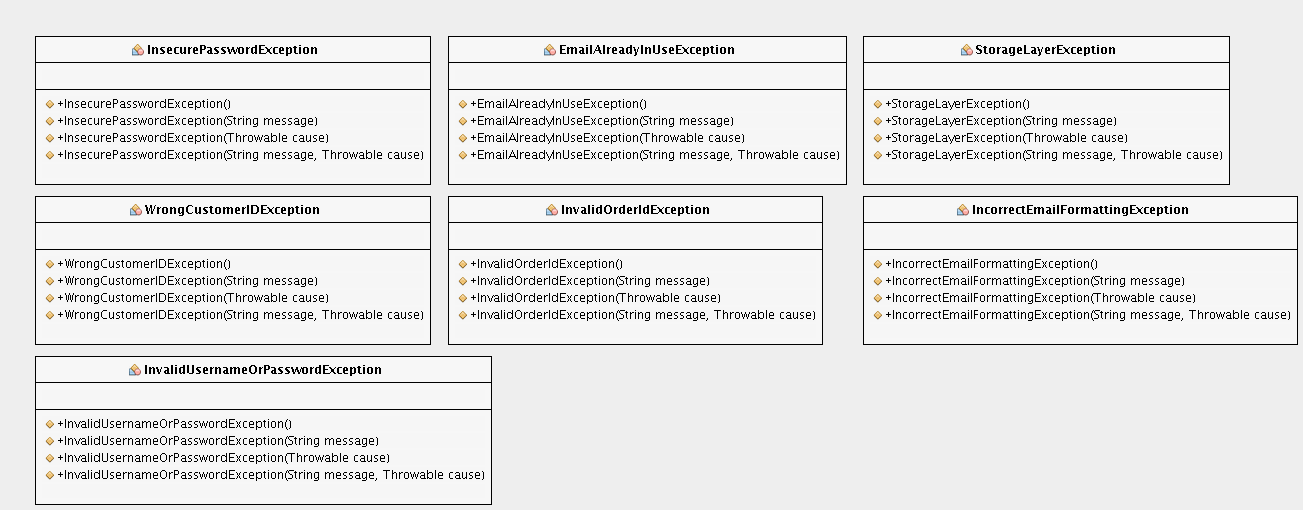 InsecurePasswordException
+InsecurePasswordException()
+InsecurePasswordException(String message)
+InsecurePasswordException(Throwable cause)
+InsecurePasswordException(String message, Throwable cause)
EmailAlreadyInUseException
+EmailAlreadyInUseException()
+EmailAlreadyInUseException(String message)
+EmailAlreadyInUseException(Throwable cause)
+EmailAlreadyInUseException(String message, Throwable cause)
StorageLayerException
+StorageLayerException()
+StorageLayerException(String message)
+StorageLayerException(Throwable cause)
+StorageLayerException(String message, Throwable cause)
WrongCustomerIDException
+WrongCustomerIDException()
+WrongCustomerIDException(String message)
+WrongCustomerIDException(Throwable cause)
+WrongCustomerIDException(String message, Throwable cause)
InvalidOrderIdException
+InvalidOrderIdException()
+InvalidOrderIdException(String message)
+InvalidOrderIdException(Throwable cause)
+InvalidOrderIdException(String message, Throwable cause)
IncorrectEmailFormattingException
+IncorrectEmailFormattingException()
+IncorrectEmailFormattingException(String message)
+IncorrectEmailFormattingException(Throwable cause)
+IncorrectEmailFormattingException(String message, Throwable cause)
InvalidUsernameOrPasswordException
+InvalidUsernameOrPasswordException()
+InvalidUsernameOrPasswordException(String message)
+InvalidUsernameOrPasswordException(Throwable cause)
+InvalidUsernameOrPasswordException(String message, Throwable cause)